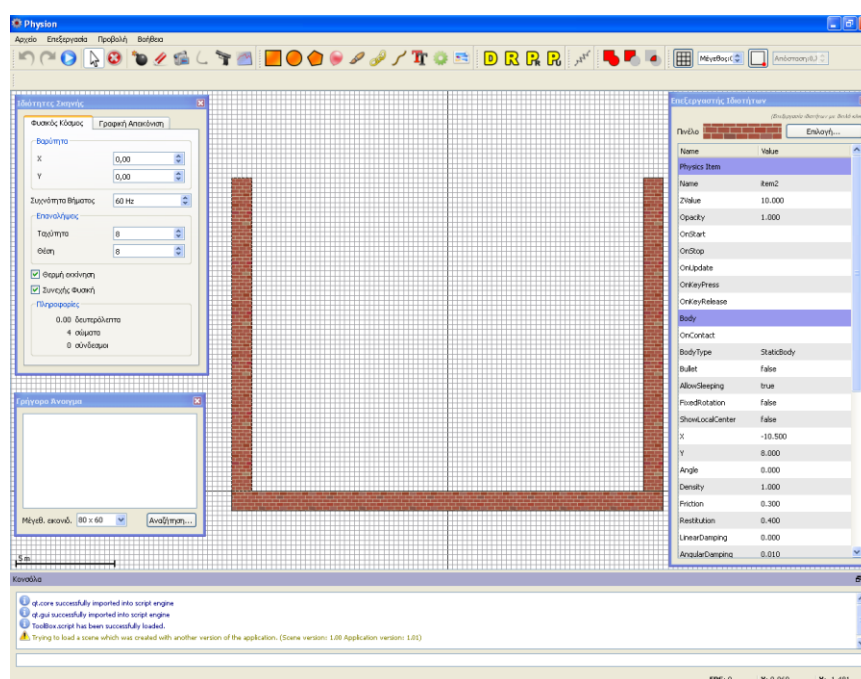 Physion
Αρχείο Επεξεργασία Προβολή Βοήθεια
Μέγεθος:(
D R R R
Ιδιότητες Σκηνής
Φυσικός Κόσμος Γραφική Απεικόνιση
Βαρύτητα
X 0,00
Y 0,00
Συχνότητα Βήματος 60 Hz
Επαναλήψεις
Ταχύτητα 8
Θέση 8
Θερμή εκκίνηση
Συνεχής Φυσική
Πληροφορίες
0.00 δευτερόλεπτα
4 σώματα
0 σύνδεσμοι
Γρήγορο Άνοιγμα
Μέγεθ. εικονιδ. 80 x 60 Αναζήτηση...
5 m
Επεξεργαστής Ιδιοτήτων
Πινέλο Επιλογή...
Name Value
Physics Item
Name item2
ZValue 10.000
Opacity 1.000
OnStart
OnStop
OnUpdate
OnKeyPress
OnKeyRelease
Body
OnContact
BodyType StaticBody
Bullet false
AllowSleeping true
FixedRotation false
ShowLocalCenter false
X -10.500
Y 8.000
Angle 0.000
Density 1.000
Friction 0.300
Restitution 0.400
LinearDamping 0.000
AngularDamping 0.010
Κονσόλα
qt.core successfully imported into script engine
qt.gui successfully imported into script engine
ToolBox.script has been successfully loaded.
Trying to load a scene which was created with another version of the application. (Scene version: 1.00 Application version: 1.01)